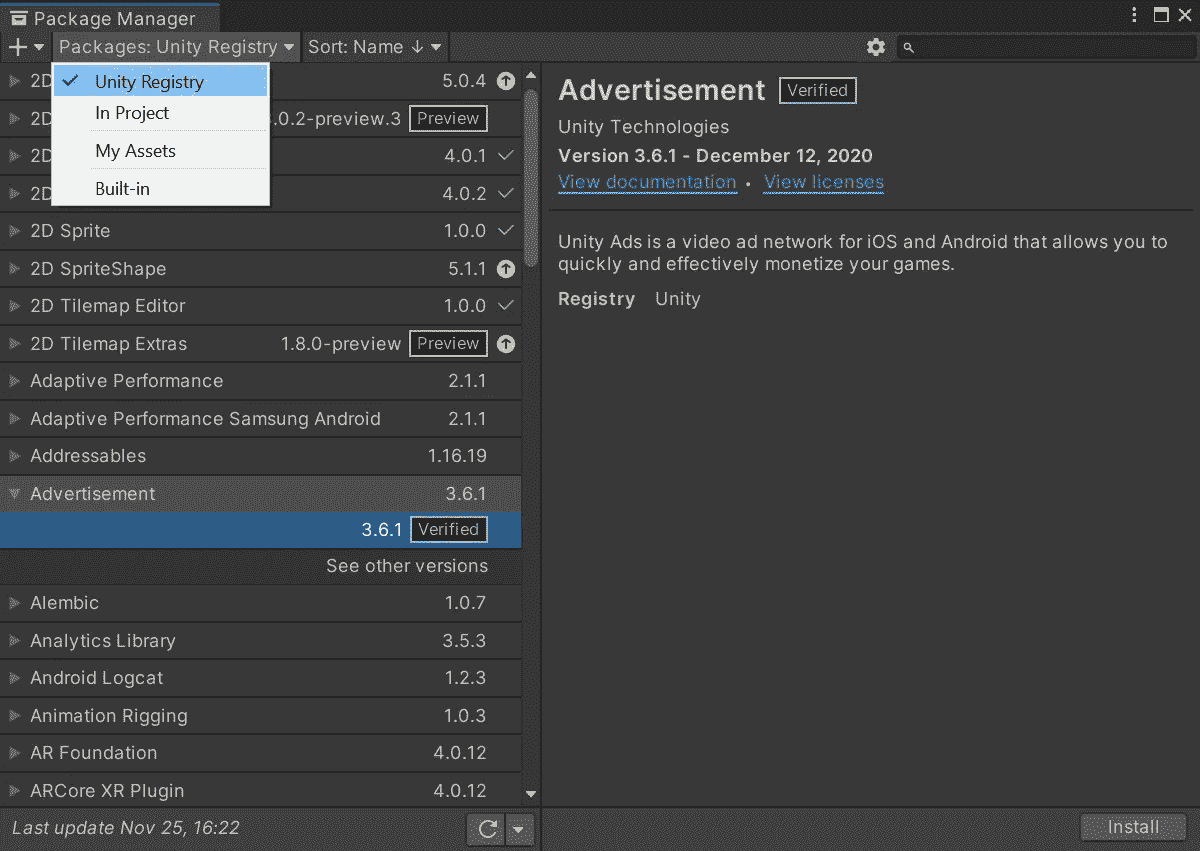 Package Manager
Packages: Unity Registry Sort: Name
Unity Registry
In Project
My Assets
Built-in
2D 5.0.4
2D .0.2-preview.3 Preview
2D 4.0.1
2D 4.0.2
2D Sprite 1.0.0
2D SpriteShape 5.1.1
2D Tilemap Editor 1.0.0
2D Tilemap Extras 1.8.0-preview Preview
Adaptive Performance 2.1.1
Adaptive Performance Samsung Android 2.1.1
Addressables 1.16.19
Advertisement 3.6.1
3.6.1 Verified
See other versions
Alembic 1.0.7
Analytics Library 3.5.3
Android Logcat 1.2.3
Animation Rigging 1.0.3
AR Foundation 4.0.12
ARCore XR Plugin 4.0.12
Last update Nov 25, 16:22
Advertisement Verified
Unity Technologies
Version 3.6.1 - December 12, 2020
View documentation • View licenses
Unity Ads is a video ad network for iOS and Android that allows you to
quickly and effectively monetize your games.
Registry Unity
Install